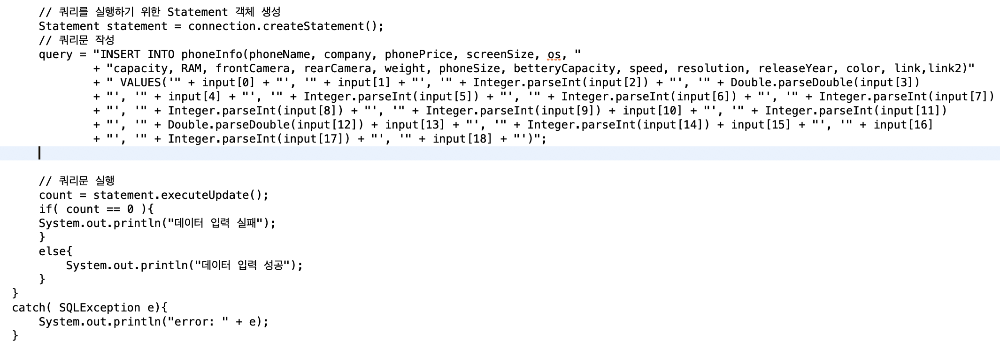 // 쿼리를 실행하기 위한 Statement 객체 생성
Statement statement = connection.createStatement();
// 쿼리문 작성
query = "INSERT INTO phoneInfo(phoneName, company, phonePrice, screenSize, os, "
+ "capacity, RAM, frontCamera, rearCamera, weight, phoneSize, betteryCapacity, speed, resolution, releaseYear, color, link,link2)"
+ " VALUES('" + input[0] + "', '" + input[1] + "', '" + Integer.parseInt(input[2]) + "', '" + Double.parseDouble(input[3])
+ "', '" + input[4] + "', '" + Integer.parseInt(input[5]) + "', '" + Integer.parseInt(input[6]) + "', '" + Integer.parseInt(input[7])
+ "', '" + Integer.parseInt(input[8]) + "', '" + Integer.parseInt(input[9]) + input[10] + "', '" + Integer.parseInt(input[11])
+ "', '" + Double.parseDouble(input[12]) + input[13] + "', '" + Integer.parseInt(input[14]) + input[15] + "', '" + input[16]
+ "', '" + Integer.parseInt(input[17]) + "', '" + input[18] + "')";
// 쿼리문 실행
count = statement.executeUpdate();
if( count == 0 ){
System.out.println("데이터 입력 실패");
}
else{
System.out.println("데이터 입력 성공");
}
}
catch( SQLException e){
System.out.println("error: " + e);
}